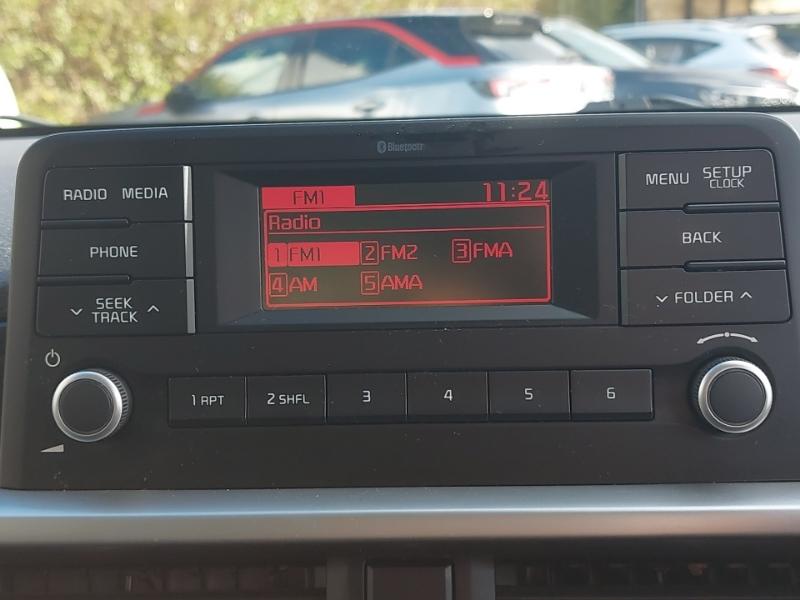 Bluetooth
RADIO MEDIA
PHONE
SEEK
TRACK
FM1 11:24
Radio
1 FM1 2 FM2 3 FMA
4 AM 5 AMA
MENU SETUP
CLOCK
BACK
FOLDER
1 RPT 2 SHFL 3 4 5 6